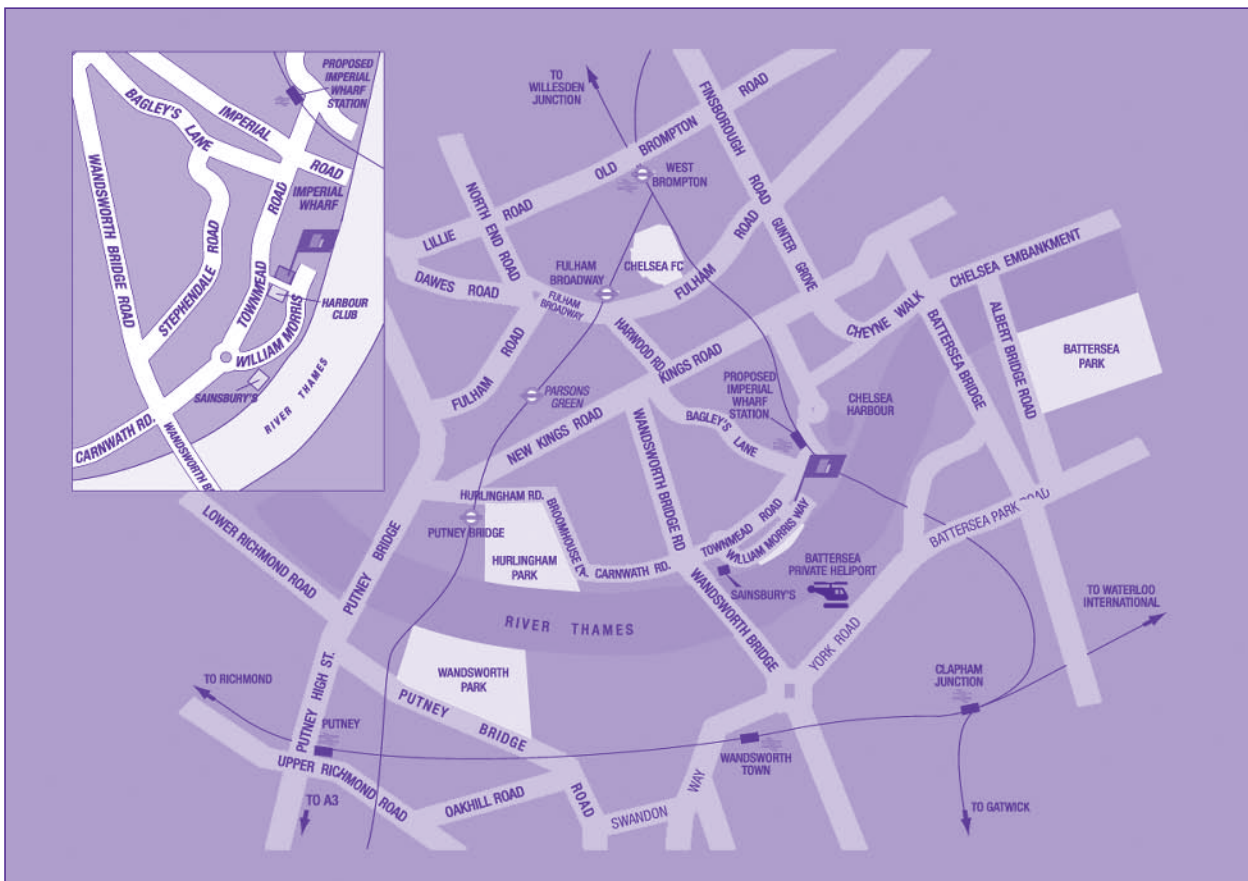 PROPOSED
IMPERIAL
WHARF
STATION
BAGLEY'S
LANE
IMPERIAL
ROAD
WANDSWORTH BRIDGE ROAD
IMPERIAL
WHARF
STEPHENDALE ROAD
TOWNMEAD
ROAD
HARBOUR
CLUB
WILLIAM MORRIS
SAINSBURY'S
RIVER THAMES
CARNWATH RD.
WANDSWORTH
TO
WILLESDEN
JUNCTION
FINSBOROUGH ROAD
OLD BROMPTON ROAD
WEST
BROMPTON
NORTH END ROAD
LILLIE ROAD
GUNTER GROVE
DAWES ROAD
FULHAM
BROADWAY
CHELSEA FC
FULHAM ROAD
FULHAM
BROADWAY
CHELSEA EMBANKMENT
CHEYNE WALK
HARWOOD RD.
KINGS ROAD
BATTERSEA BRIDGE
ALBERT BRIDGE ROAD
BATTERSEA
PARK
FULHAM ROAD
PARSONS
GREEN
PROPOSED
IMPERIAL
WHARF
STATION
CHELSEA
HARBOUR
NEW KINGS ROAD
BAGLEY'S LANE
WANDSWORTH BRIDGE RD
HURLINGHAM RD.
BROOMHOUSE LA.
PUTNEY BRIDGE
LOWER RICHMOND ROAD
PUTNEY BRIDGE
HURLINGHAM
PARK
TOWNMEAD ROAD
WILLIAM MORRIS WAY
BATTERSEA PARK ROAD
CARNWATH RD.
SAINSBURY'S
BATTERSEA
PRIVATE HELIPORT
WANDSWORTH BRIDGE
RIVER THAMES
YORK ROAD
TO WATERLOO
INTERNATIONAL
TO RICHMOND
PUTNEY HIGH ST.
WANDSWORTH
PARK
CLAPHAM
JUNCTION
PUTNEY
PUTNEY BRIDGE ROAD
WANDSWORTH
TOWN
UPPER RICHMOND ROAD
TO A3
OAKHILL ROAD
SWANDON WAY
TO GATWICK